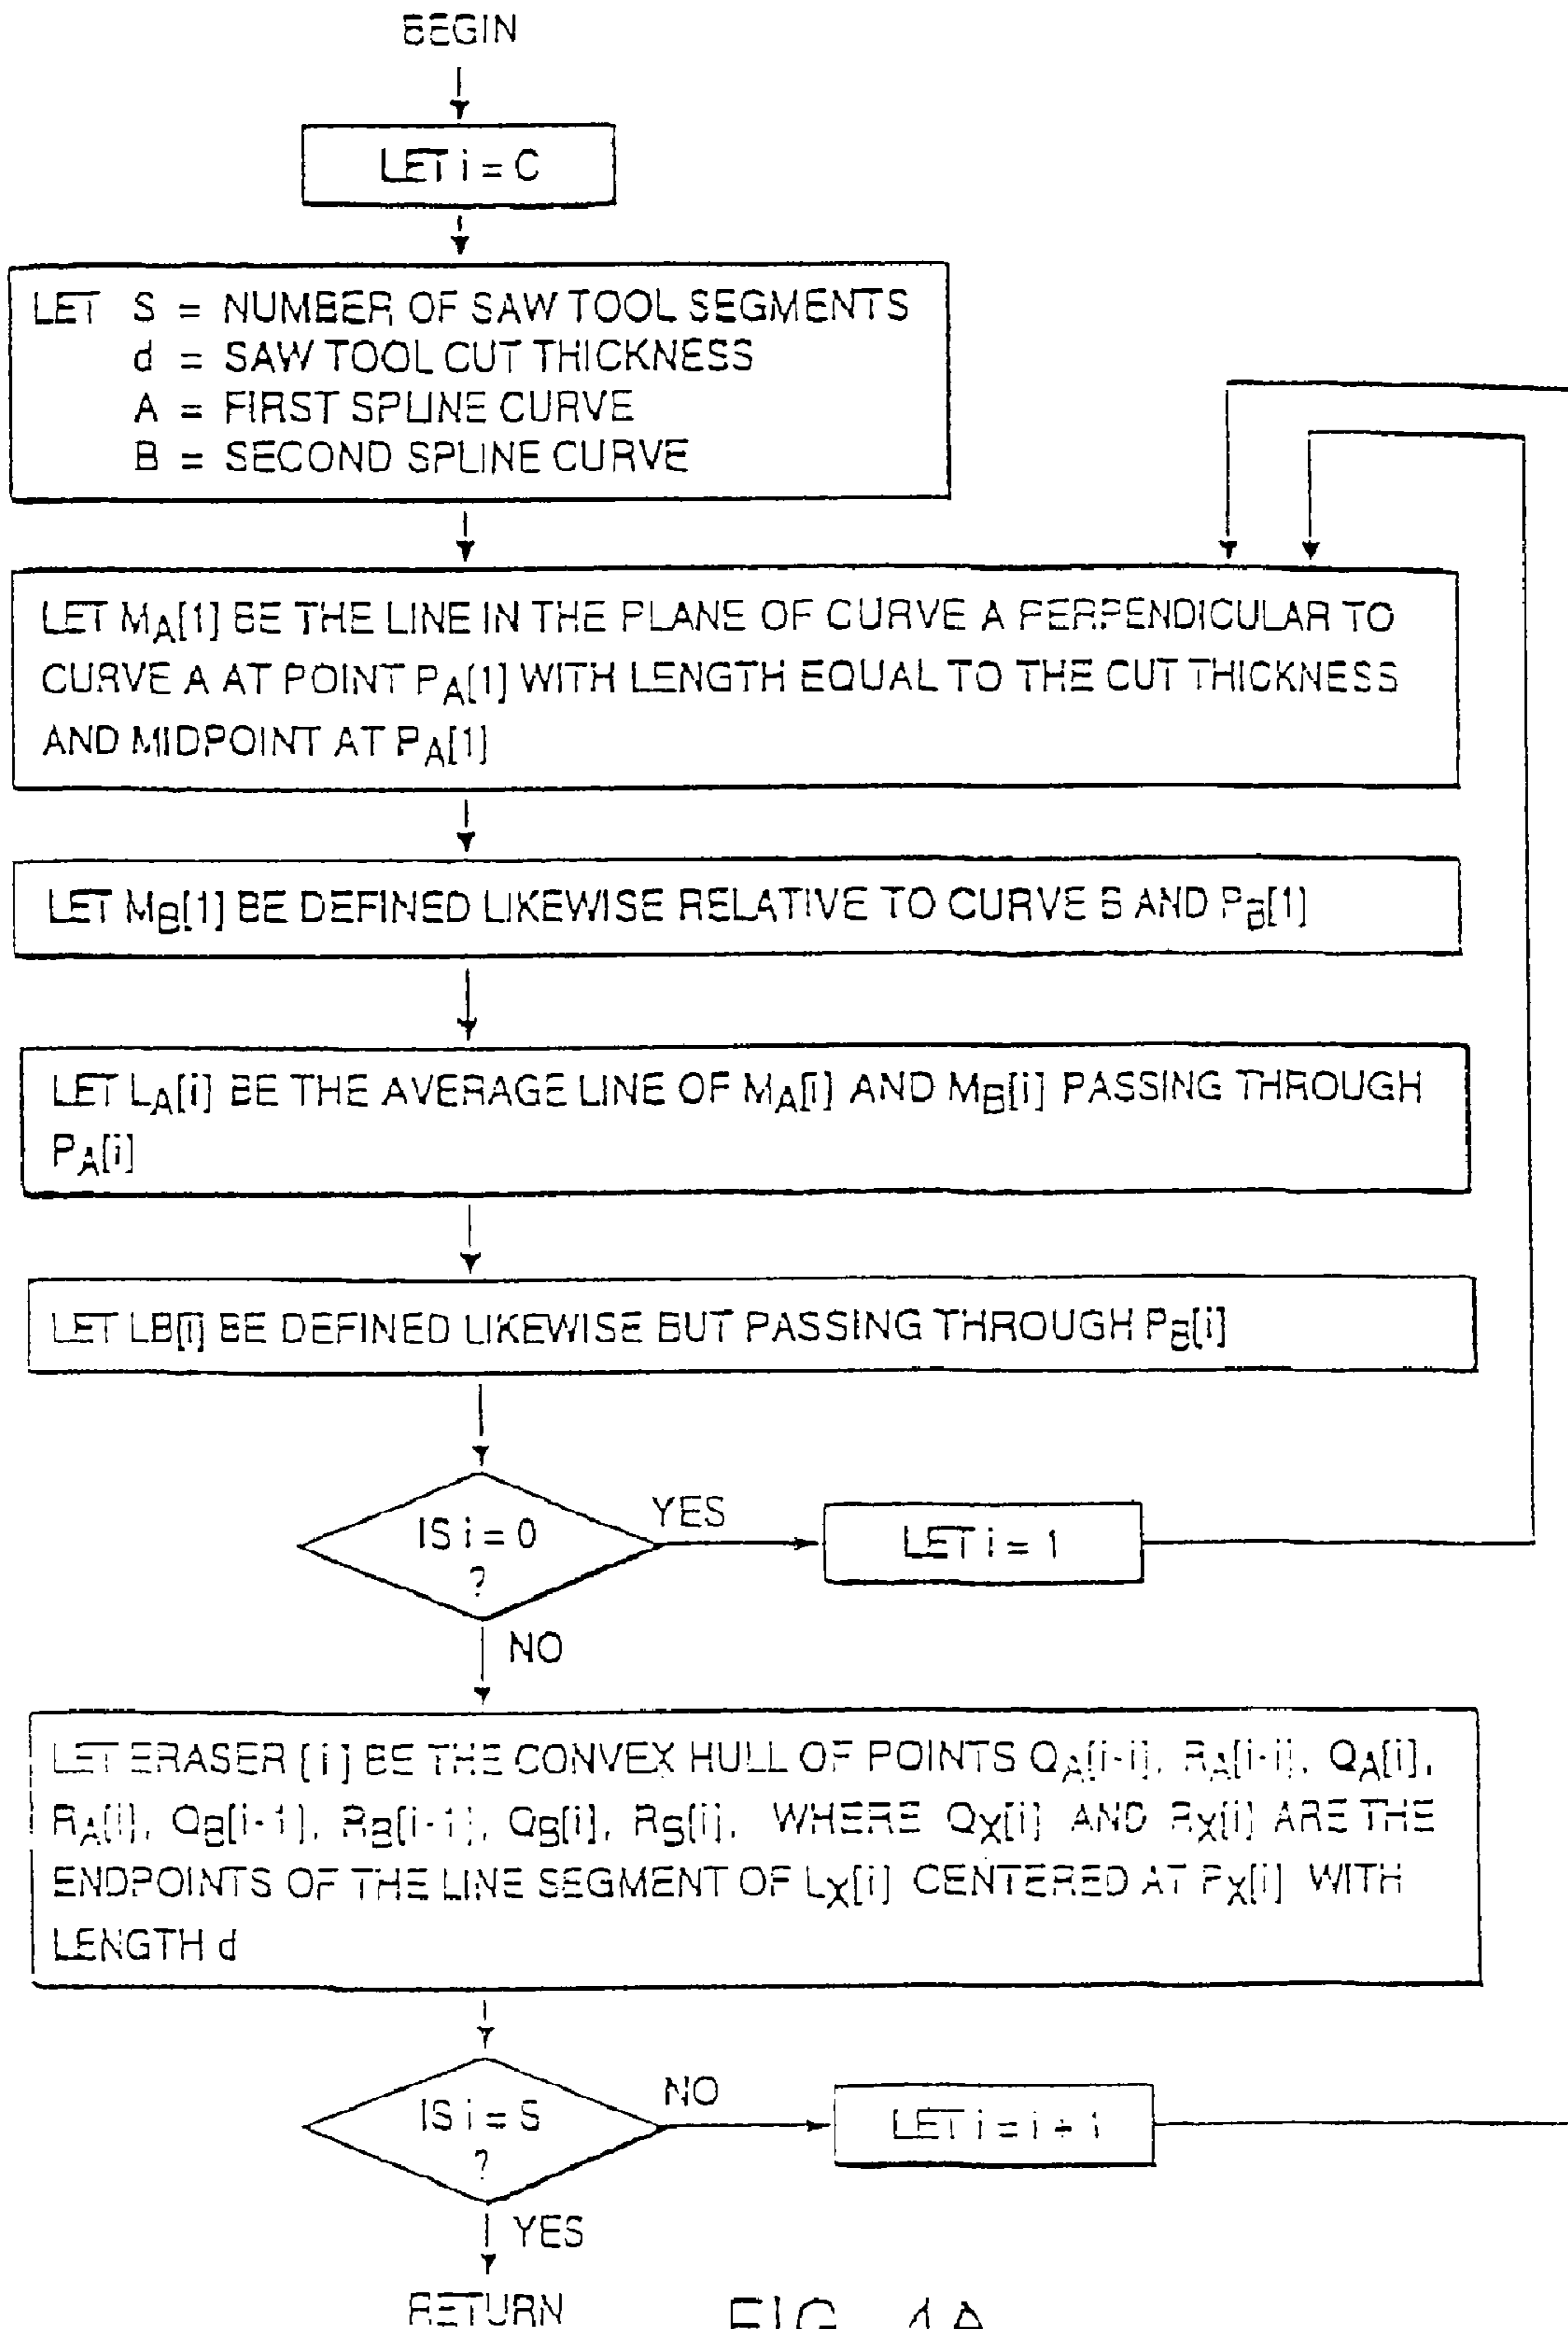 BEGIN
LET i = C
LET S = NUMBER OF SAW TOOL SEGMENTS
d = SAW TOOL CUT THICKNESS
A = FIRST SPLINE CURVE
B = SECOND SPLINE CURVE
LET MA[1] BE THE LINE IN THE PLANE OF CURVE A PERPENDICULAR TO
CURVE A AT POINT PA[1] WITH LENGTH EQUAL TO THE CUT THICKNESS
AND MIDPOINT AT PA[1]
LET MB[1] BE DEFINED LIKEWISE RELATIVE TO CURVE B AND PB[1]
LET LA[i] BE THE AVERAGE LINE OF MA[i] AND MB[i] PASSING THROUGH
PA[i]
LET LB[i] BE DEFINED LIKEWISE BUT PASSING THROUGH PB[i]
IS i = 0
?
YES
LET i = 1
NO
LET ERASER [i] BE THE CONVEX HULL OF POINTS QA[i-i], RA[i-i], QA[i],
RA[i], QB[i-1], RB[i-1], QB[i], RB[i], WHERE QX[i] AND RX[i] ARE THE
ENDPOINTS OF THE LINE SEGMENT OF LX[i] CENTERED AT PX[i] WITH
LENGTH d
IS i = S
?
NO
LET i = i + 1
YES
RETURN
FIG. 4A